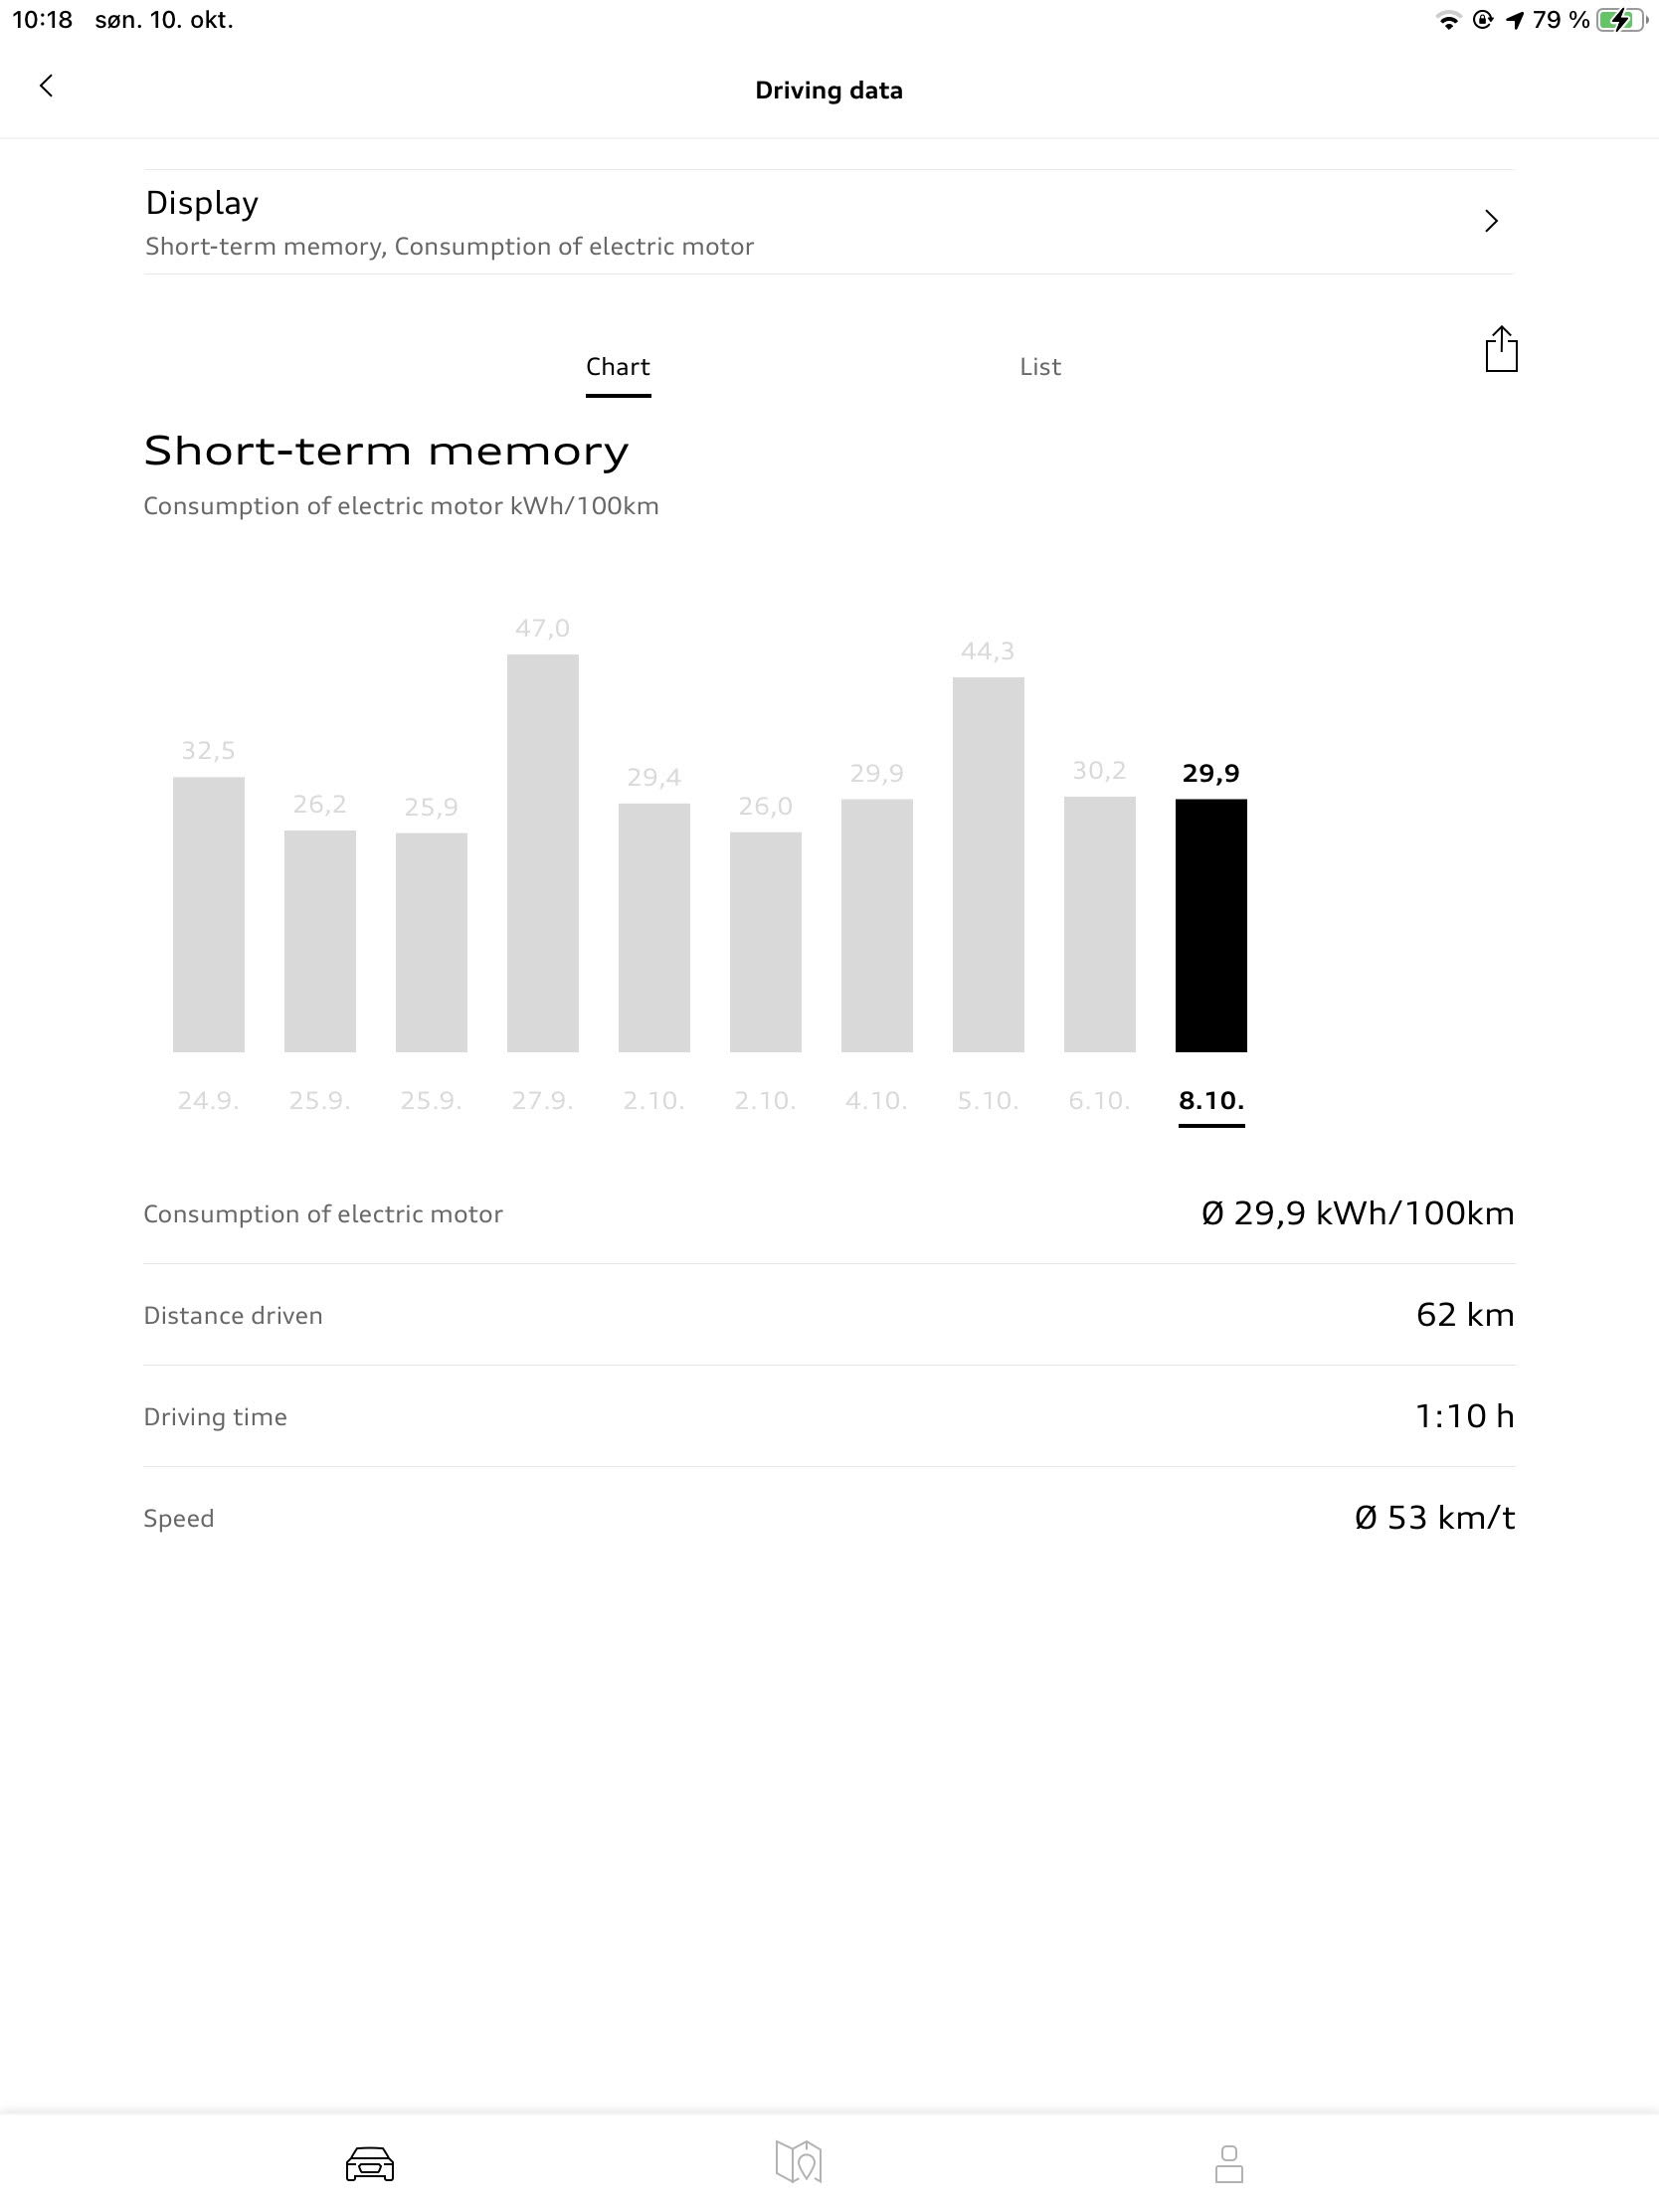 10:18 søn. 10. okt. 79 %
Driving data
Display
Short-term memory, Consumption of electric motor
Chart List
Short-term memory
Consumption of electric motor kWh/100km
47,0
44,3
32,5
30,2
29,9
29,9
29,4
26,2
26,0
25,9
24.9. 25.9. 25.9. 27.9. 2.10. 2.10. 4.10. 5.10. 6.10. 8.10.
Consumption of electric motor Ø 29,9 kWh/100km
Distance driven 62 km
Driving time 1:10 h
Speed Ø 53 km/t